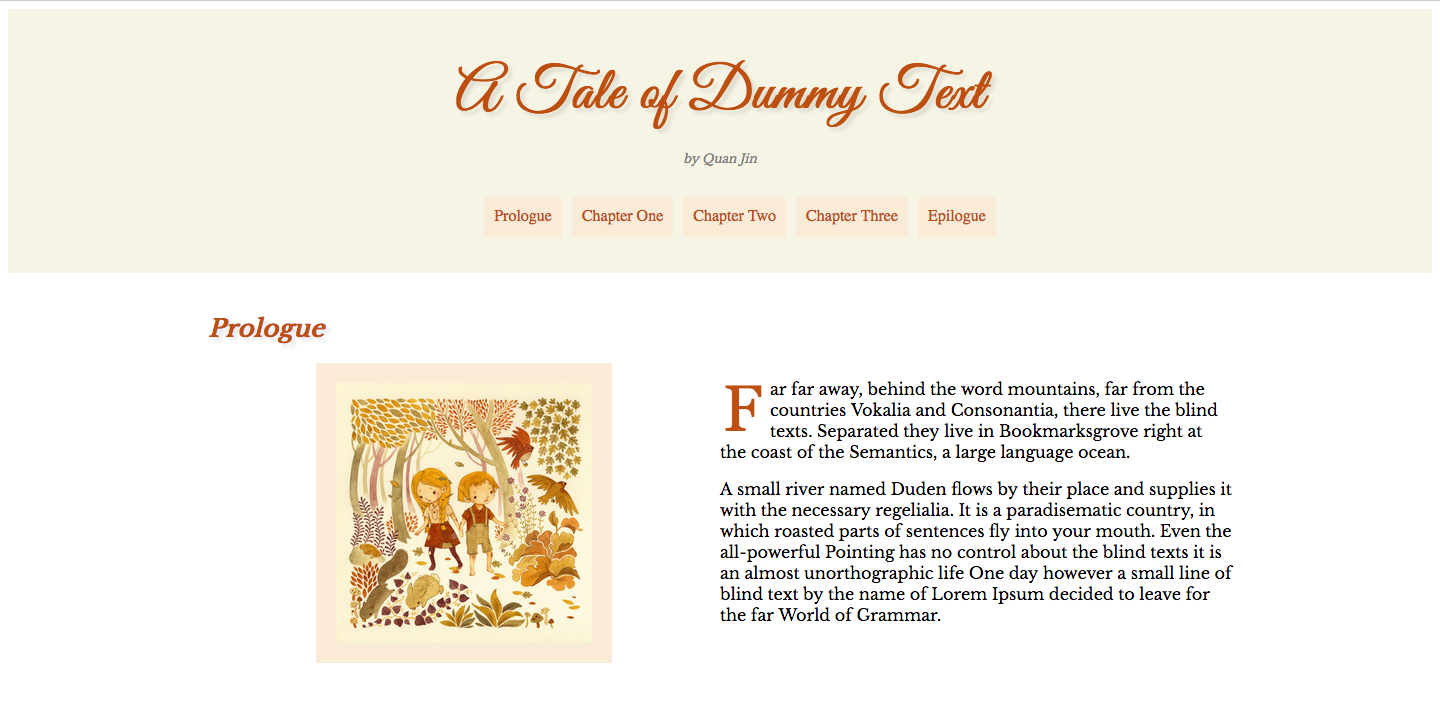 A Tale of Dummy Text
by Quan Jin
Prologue Chapter One Chapter Two Chapter Three Epilogue
Prologue
Far far away, behind the word mountains, far from the
countries Vokalia and Consonantia, there live the blind
texts. Separated they live in Bookmarksgrove right at
the coast of the Semantics, a large language ocean.
A small river named Duden flows by their place and supplies it
with the necessary regelialia. It is a paradisematic country, in
which roasted parts of sentences fly into your mouth. Even the
all-powerful Pointing has no control about the blind texts it is
an almost unorthographic life One day however a small line of
blind text by the name of Lorem Ipsum decided to leave for
the far World of Grammar.